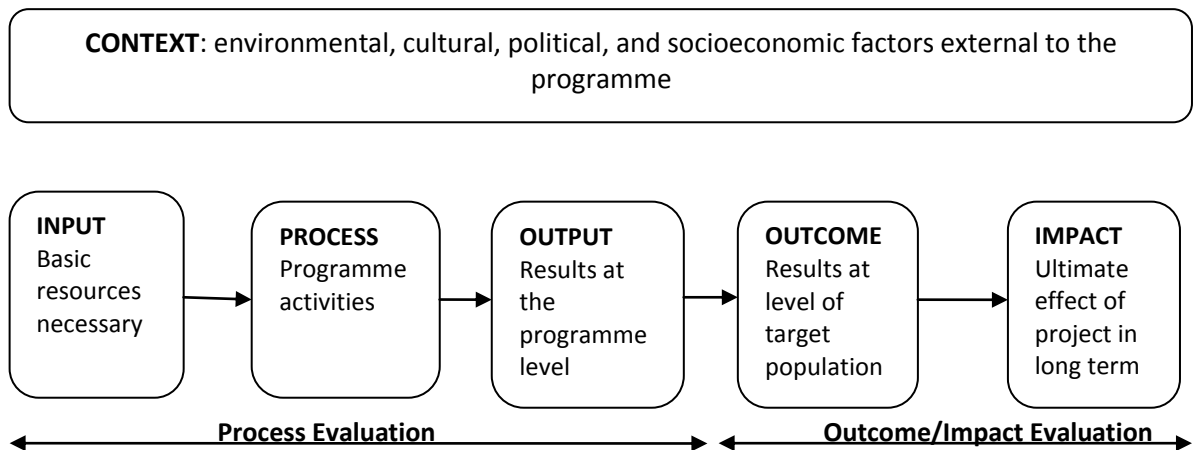 CONTEXT: environmental, cultural, political, and socioeconomic factors external to the
programme
INPUT
Basic
resources
necessary
PROCESS
Programme
activities
OUTPUT
Results at
the
programme
level
OUTCOME
Results at
level of
target
population
IMPACT
Ultimate
effect of
project in
long term
Process Evaluation
Outcome/Impact Evaluation